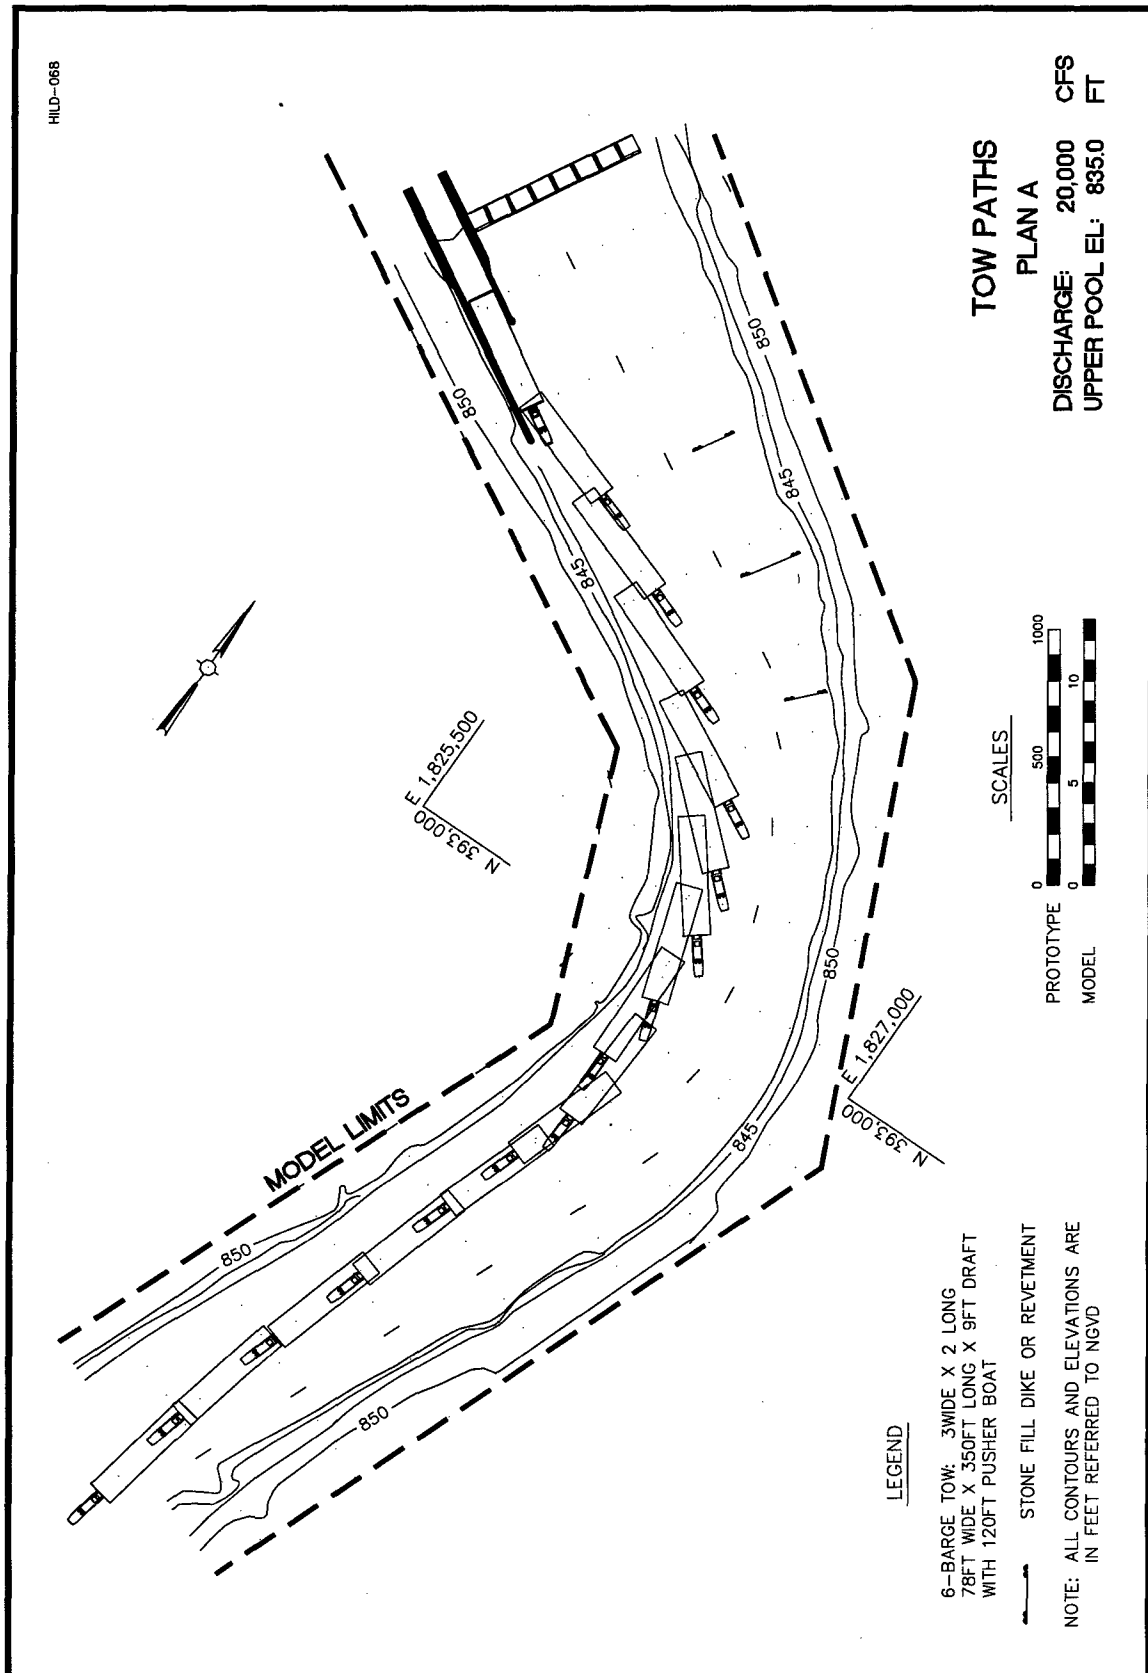 HILD-068
TOW PATHS
PLAN A
DISCHARGE: 20,000 CFS
UPPER POOL EL: 835.0 FT
850
850
845
845
E 1,825,500
N 393,000
MODEL LIMITS
850
850
845
E 1,827,000
N 393,000
850
SCALES
PROTOTYPE 0 500 1000
MODEL 0 5 10
LEGEND
6-BARGE TOW: 3WIDE X 2 LONG
78FT WIDE X 350FT LONG X 9FT DRAFT
WITH 120FT PUSHER BOAT
STONE FILL DIKE OR REVETMENT
NOTE: ALL CONTOURS AND ELEVATIONS ARE
IN FEET REFERRED TO NGVD